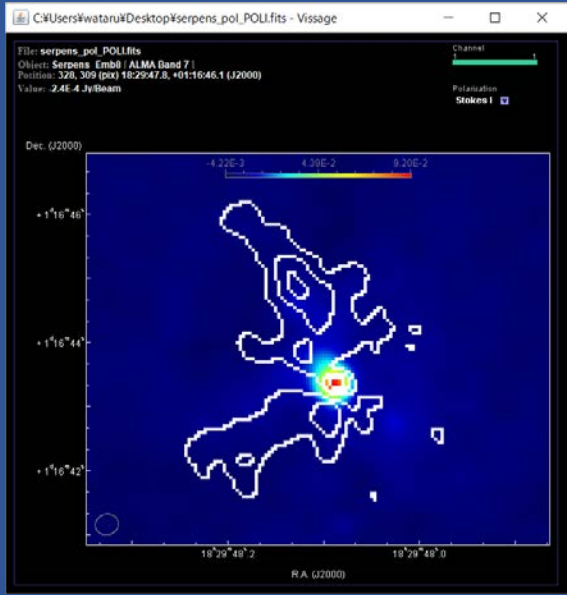 C:¥Users¥wataru¥Desktop¥serpens_pol_POLI.fits - Vissage
File: serpens_pol_POLI.fits
Object: Serpens_Emb8 | ALMA Band 7 |
Position: 328, 309 (pix) 18:29:47.8, +01:16:46.1 (J2000)
Value: -2.4E-4 Jy/Beam
Channel
1 1
Polarization
Stokes I
Dec. (J2000)
-4.22E-3 4.39E-2 9.20E-2
+ 1°16'46"
+ 1°16'44"
+ 1°16'42"
18h29m48s.2 18h29m48s.0
R.A. (J2000)